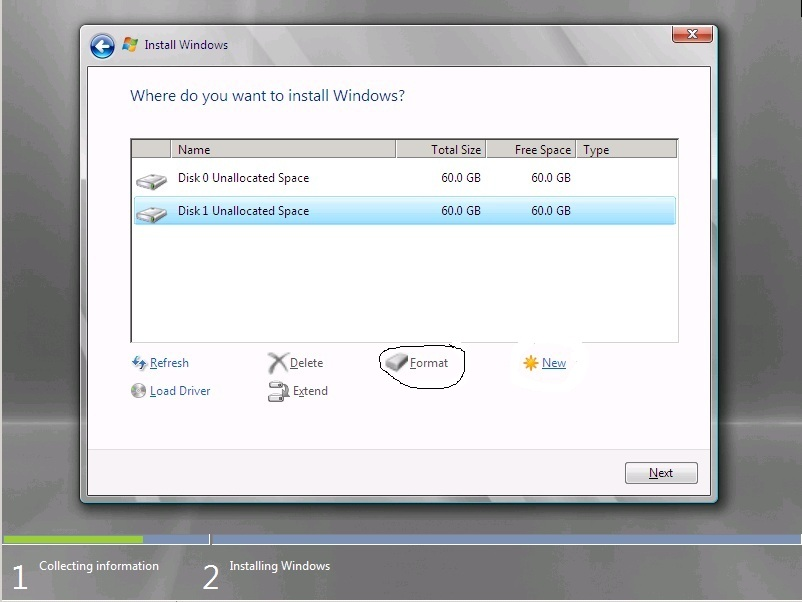 Install Windows
Where do you want to install Windows?
Name Total Size Free Space Type
Disk 0 Unallocated Space 60.0 GB 60.0 GB
Disk 1 Unallocated Space 60.0 GB 60.0 GB
Refresh Delete Format New
Load Driver Extend
Next
1 Collecting information 2 Installing Windows